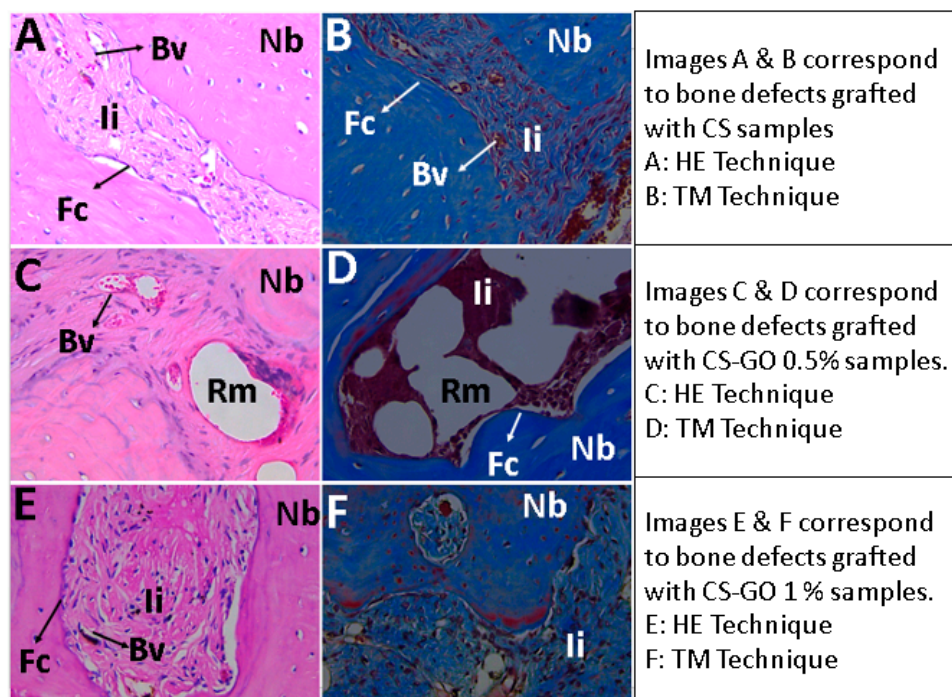 A Bv Nb
Ii
Fc
B Nb
Fc Ii
Bv
Images A & B correspond
to bone defects grafted
with CS samples
A: HE Technique
B: TM Technique
C Nb
Bv
D Ii
Rm
Fc Nb
Images C & D correspond
to bone defects grafted
with CS-GO 0.5% samples.
C: HE Technique
D: TM Technique
E Nb
Ii
Fc Bv
F Nb
Ii
Images E & F correspond
to bone defects grafted
with CS-GO 1 % samples.
E: HE Technique
F: TM Technique